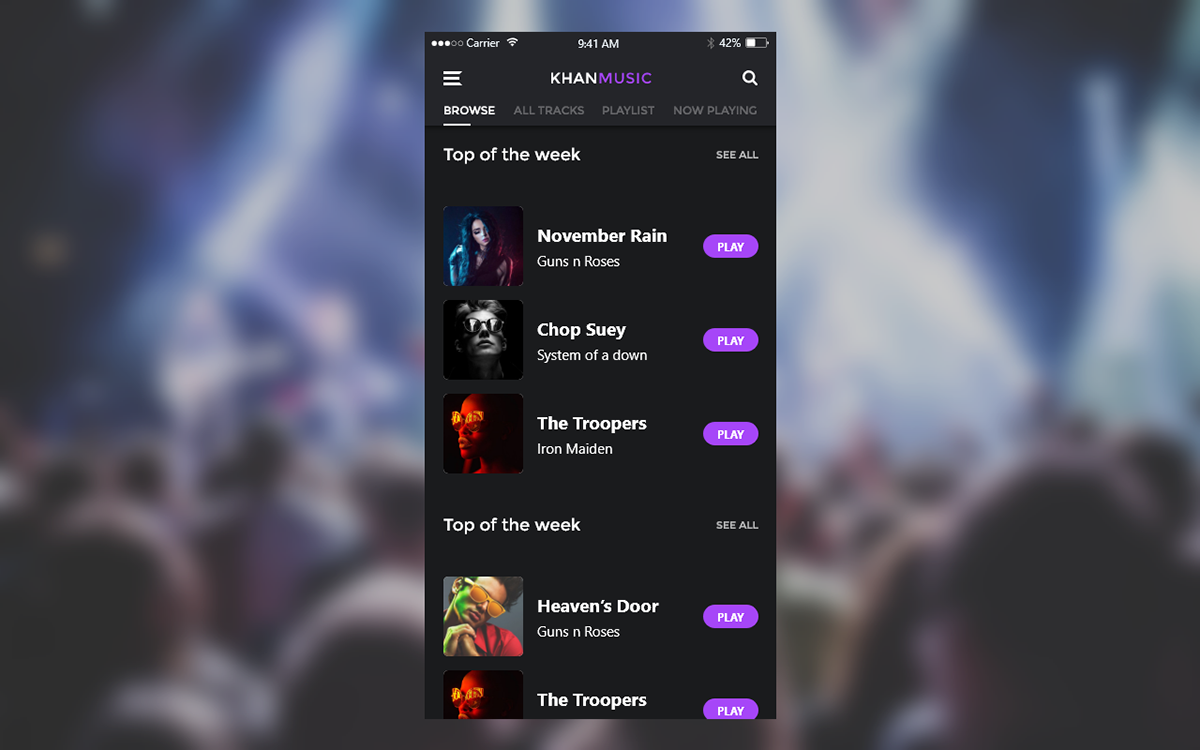 Carrier 9:41 AM 42%
KHANMUSIC
BROWSE ALL TRACKS PLAYLIST NOW PLAYING
Top of the week SEE ALL
November Rain
Guns n Roses
PLAY
Chop Suey
System of a down
PLAY
The Troopers
Iron Maiden
PLAY
Top of the week SEE ALL
Heaven’s Door
Guns n Roses
PLAY
The Troopers
PLAY